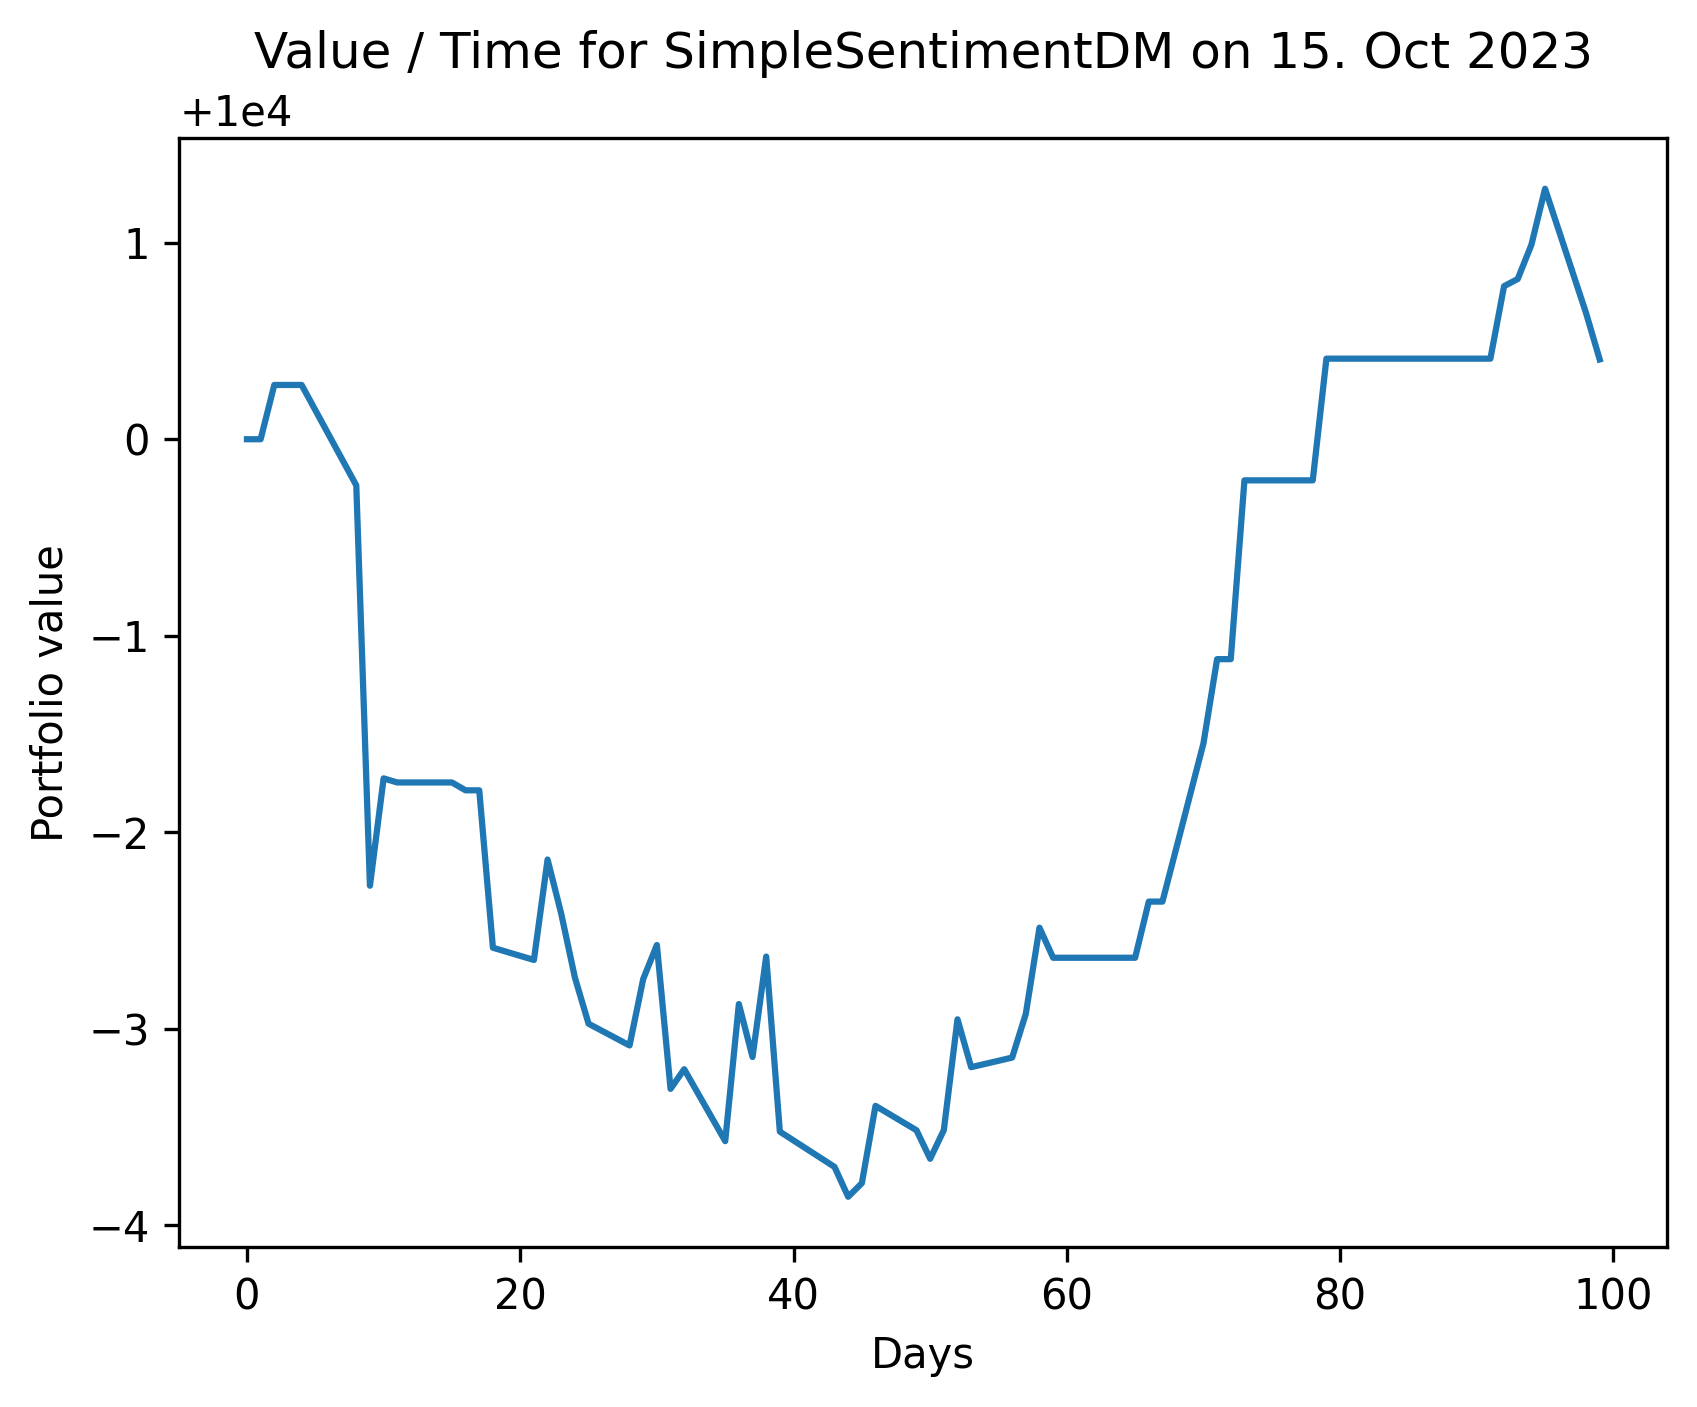 Value / Time for SimpleSentimentDM on 15. Oct 2023
+1e4
1
0
−1
−2
−3
−4
Portfolio value
0 20 40 60 80 100
Days